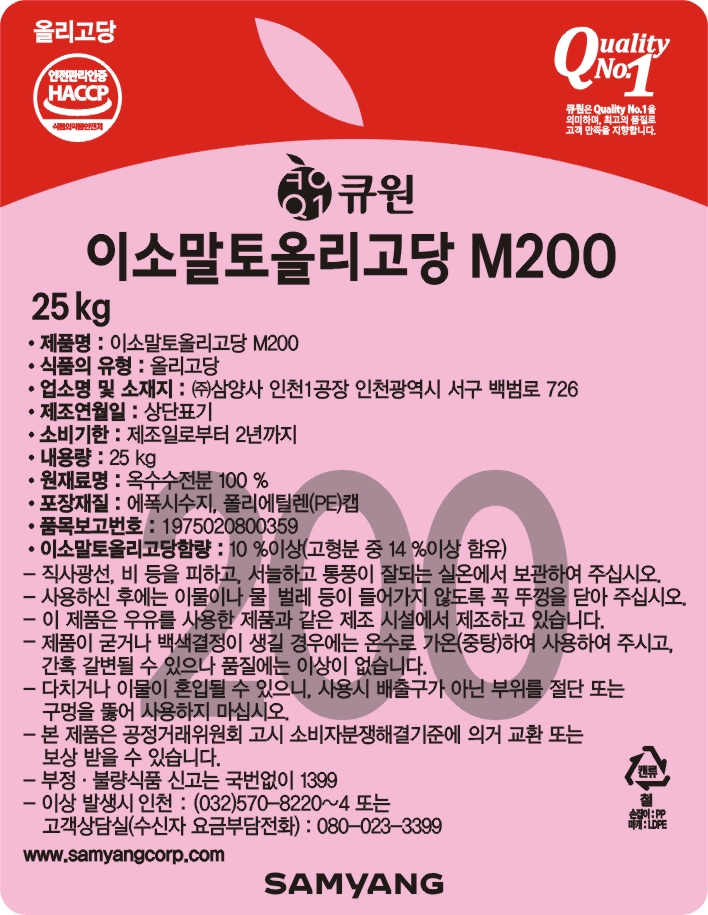 올리고당
안전관리인증
HACCP
식품의약품안전처
Quality
No.1
큐원은 Quality No.1을
의미하며, 최고의 품질로
고객 만족을 지향합니다.
큐원
Q1 큐원
이소말토올리고당 M200
25 kg
• 제품명 : 이소말토올리고당 M200
• 식품의 유형 : 올리고당
• 업소명 및 소재지 : ㈜삼양사 인천1공장 인천광역시 서구 백범로 726
• 제조연월일 : 상단표기
• 소비기한 : 제조일로부터 2년까지
• 내용량 : 25 kg
• 원재료명 : 옥수수전분 100 %
• 포장재질 : 에폭시수지, 폴리에틸렌(PE)캡
• 품목보고번호 : 1975020800359
• 이소말토올리고당함량 : 10 %이상(고형분 중 14 %이상 함유)
200
– 직사광선, 비 등을 피하고, 서늘하고 통풍이 잘되는 실온에서 보관하여 주십시오.
– 사용하신 후에는 이물이나 물 벌레 등이 들어가지 않도록 꼭 뚜껑을 닫아 주십시오.
– 이 제품은 우유를 사용한 제품과 같은 제조 시설에서 제조하고 있습니다.
– 제품이 굳거나 백색결정이 생길 경우에는 온수로 가온(중탕)하여 사용하여 주시고,
간혹 갈변될 수 있으나 품질에는 이상이 없습니다.
– 다치거나 이물이 혼입될 수 있으니, 사용시 배출구가 아닌 부위를 절단 또는
구멍을 뚫어 사용하지 마십시오.
– 본 제품은 공정거래위원회 고시 소비자분쟁해결기준에 의거 교환 또는
보상 받을 수 있습니다.
– 부정 · 불량식품 신고는 국번없이 1399
– 이상 발생시 인천 : (032)570-8220~4 또는
고객상담실(수신자 요금부담전화) : 080-023-3399
캔류
철
손잡이 : PP
마개 : LDPE
www.samyangcorp.com
SAMYANG